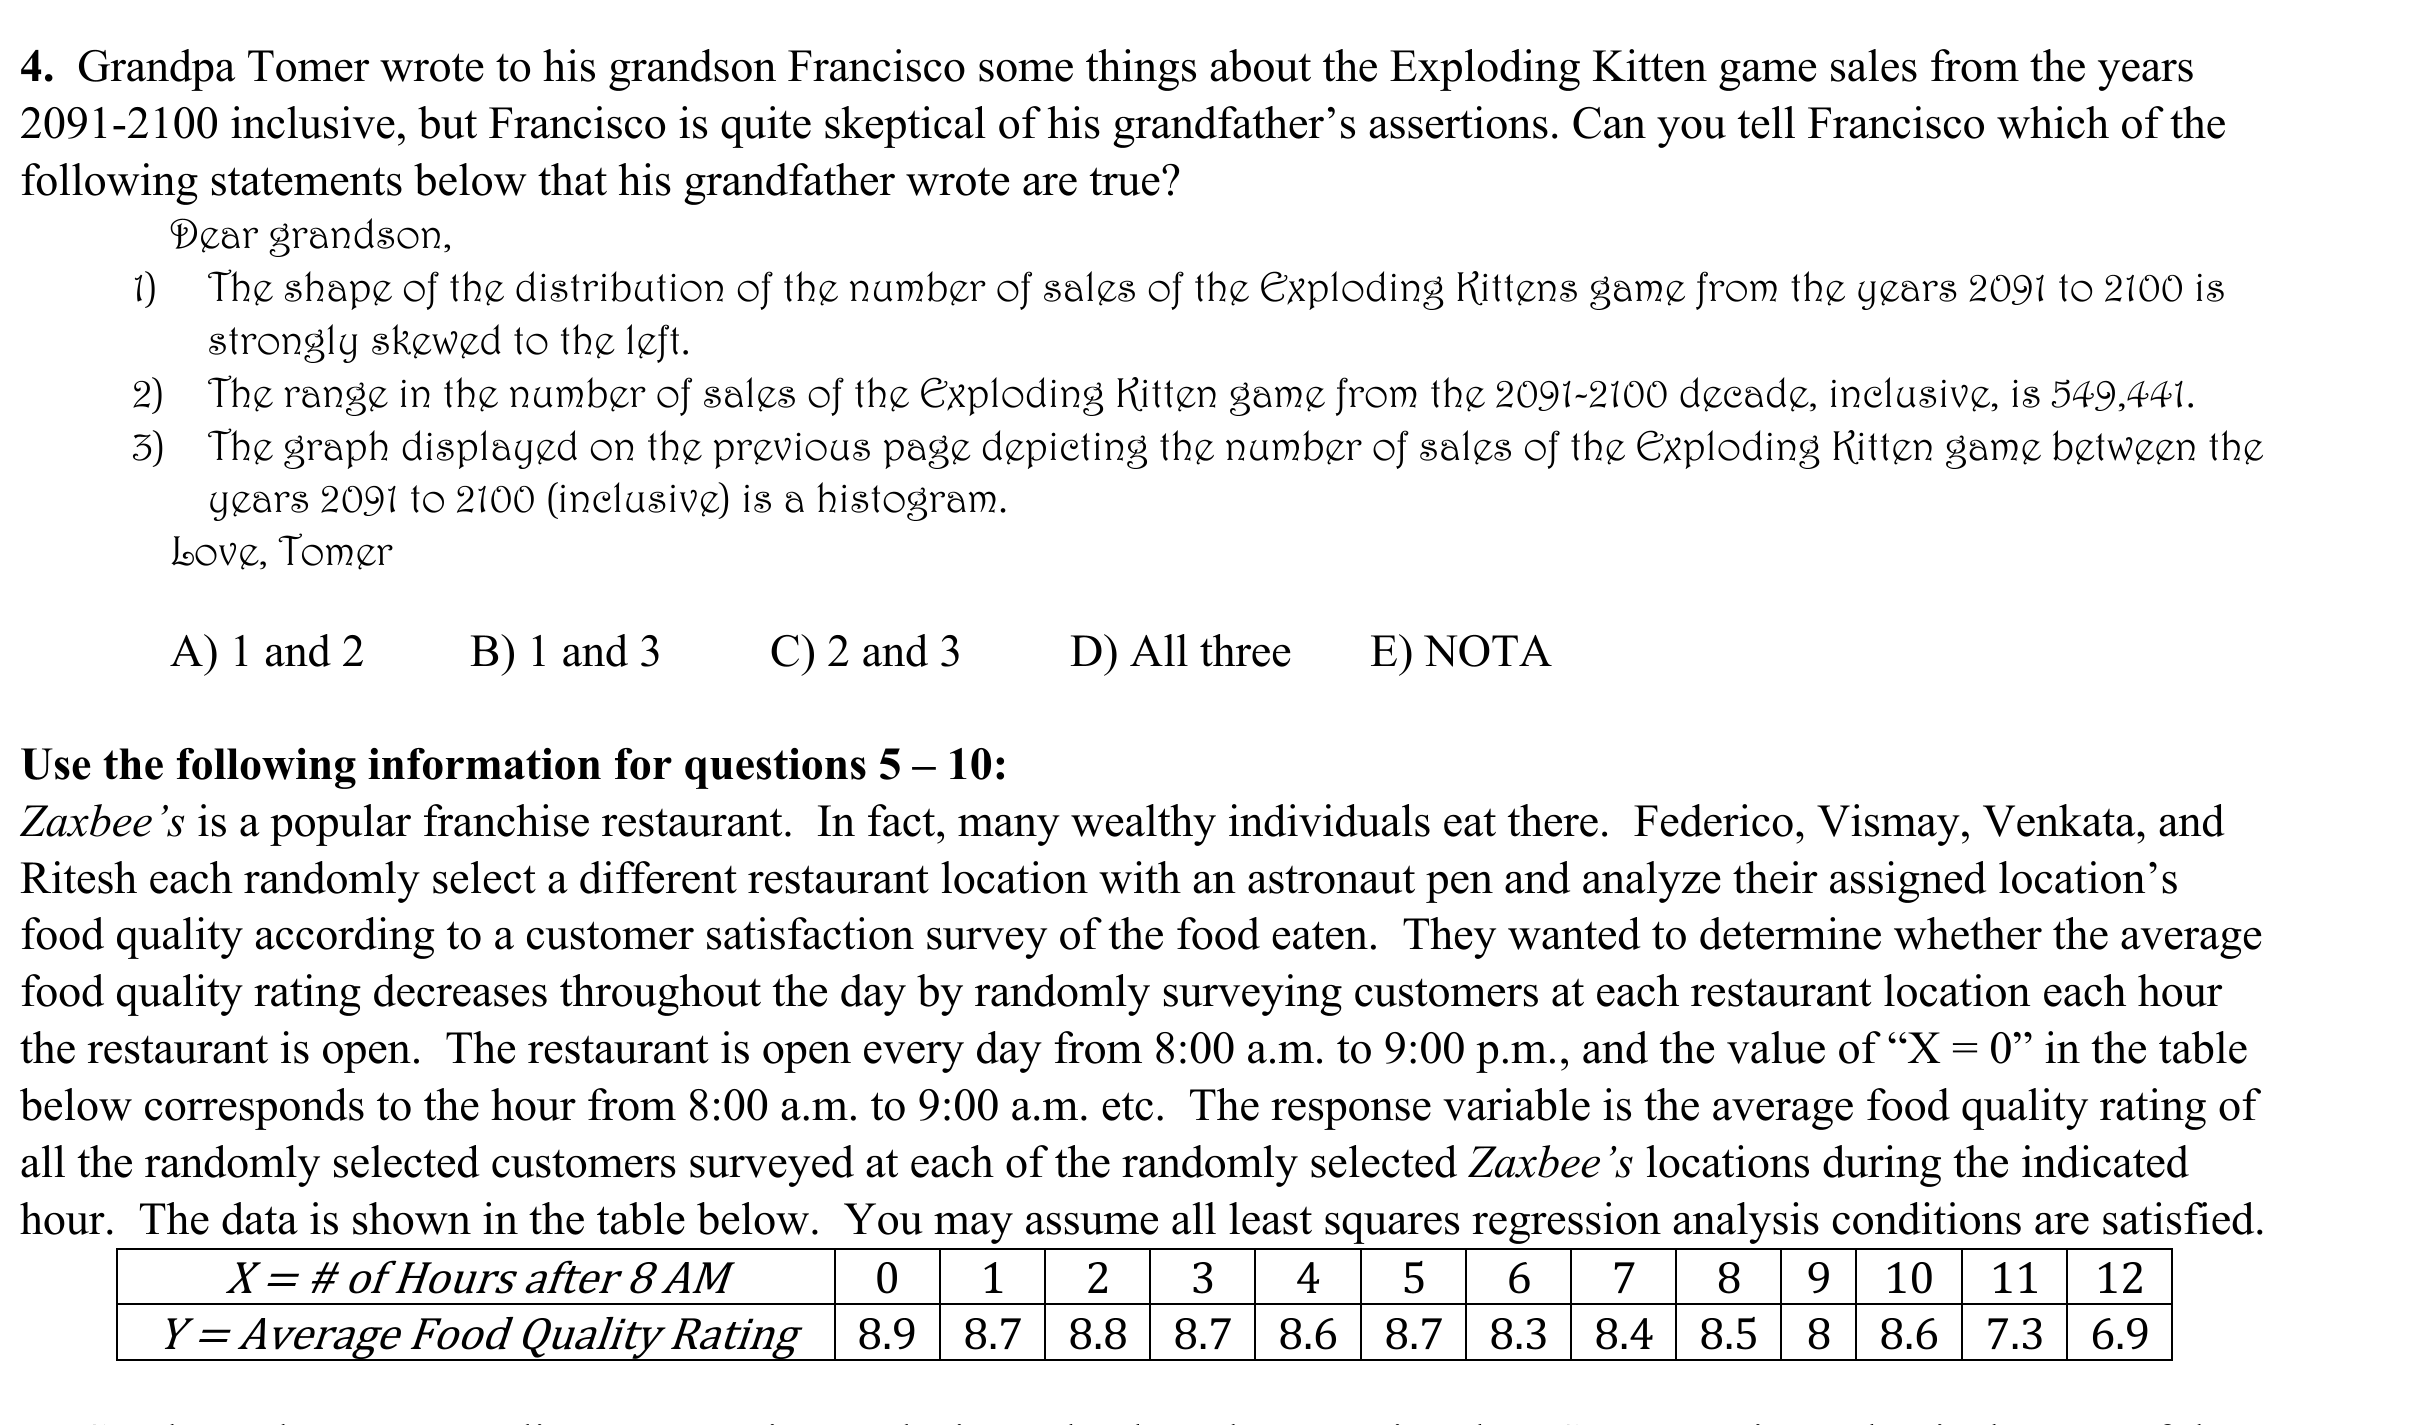 4. Grandpa Tomer wrote to his grandson Francisco some things about the Exploding Kitten game sales from the years
2091-2100 inclusive, but Francisco is quite skeptical of his grandfather’s assertions. Can you tell Francisco which of the
following statements below that his grandfather wrote are true?
Dear grandson,
1) The shape of the distribution of the number of sales of the Exploding Kittens game from the years 2091 to 2100 is
strongly skewed to the left.
2) The range in the number of sales of the Exploding Kitten game from the 2091-2100 decade, inclusive, is 549,441.
3) The graph displayed on the previous page depicting the number of sales of the Exploding Kitten game between the
years 2091 to 2100 (inclusive) is a histogram.
Love, Tomer
A) 1 and 2 B) 1 and 3 C) 2 and 3 D) All three E) NOTA
Use the following information for questions 5 – 10:
Zaxbee’s is a popular franchise restaurant. In fact, many wealthy individuals eat there. Federico, Vismay, Venkata, and
Ritesh each randomly select a different restaurant location with an astronaut pen and analyze their assigned location’s
food quality according to a customer satisfaction survey of the food eaten. They wanted to determine whether the average
food quality rating decreases throughout the day by randomly surveying customers at each restaurant location each hour
the restaurant is open. The restaurant is open every day from 8:00 a.m. to 9:00 p.m., and the value of “X = 0” in the table
below corresponds to the hour from 8:00 a.m. to 9:00 a.m. etc. The response variable is the average food quality rating of
all the randomly selected customers surveyed at each of the randomly selected Zaxbee’s locations during the indicated
hour. The data is shown in the table below. You may assume all least squares regression analysis conditions are satisfied.
X = # of Hours after 8 AM 0 1 2 3 4 5 6 7 8 9 10 11 12
Y = Average Food Quality Rating 8.9 8.7 8.8 8.7 8.6 8.7 8.3 8.4 8.5 8 8.6 7.3 6.9